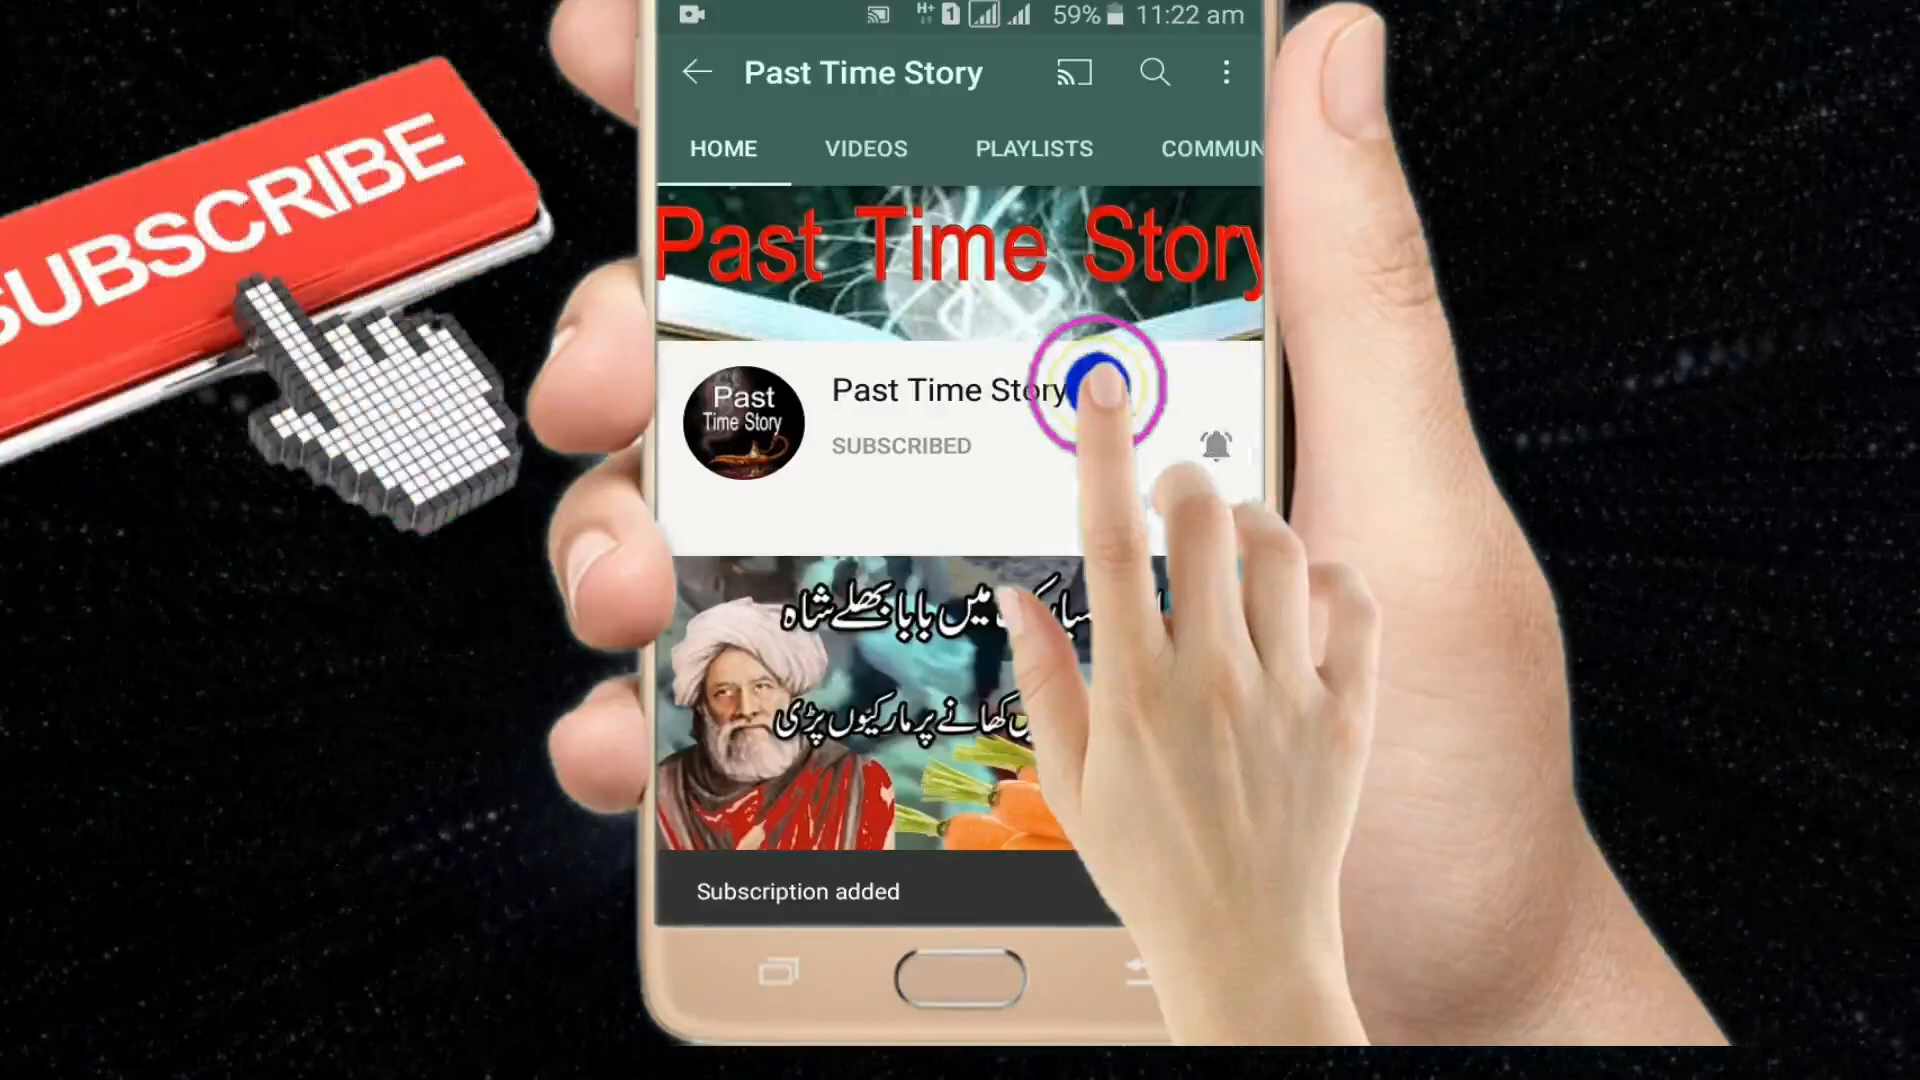 SUBSCRIBE
H+ 1 59% 11:22 am
Past Time Story
HOME VIDEOS PLAYLISTS COMMUN
Past Time Story
Past
Time Story
Past Time Story
SUBSCRIBED
میں بابا بھلے شاہ
کھانے پر مار کیوں پڑی
Subscription added